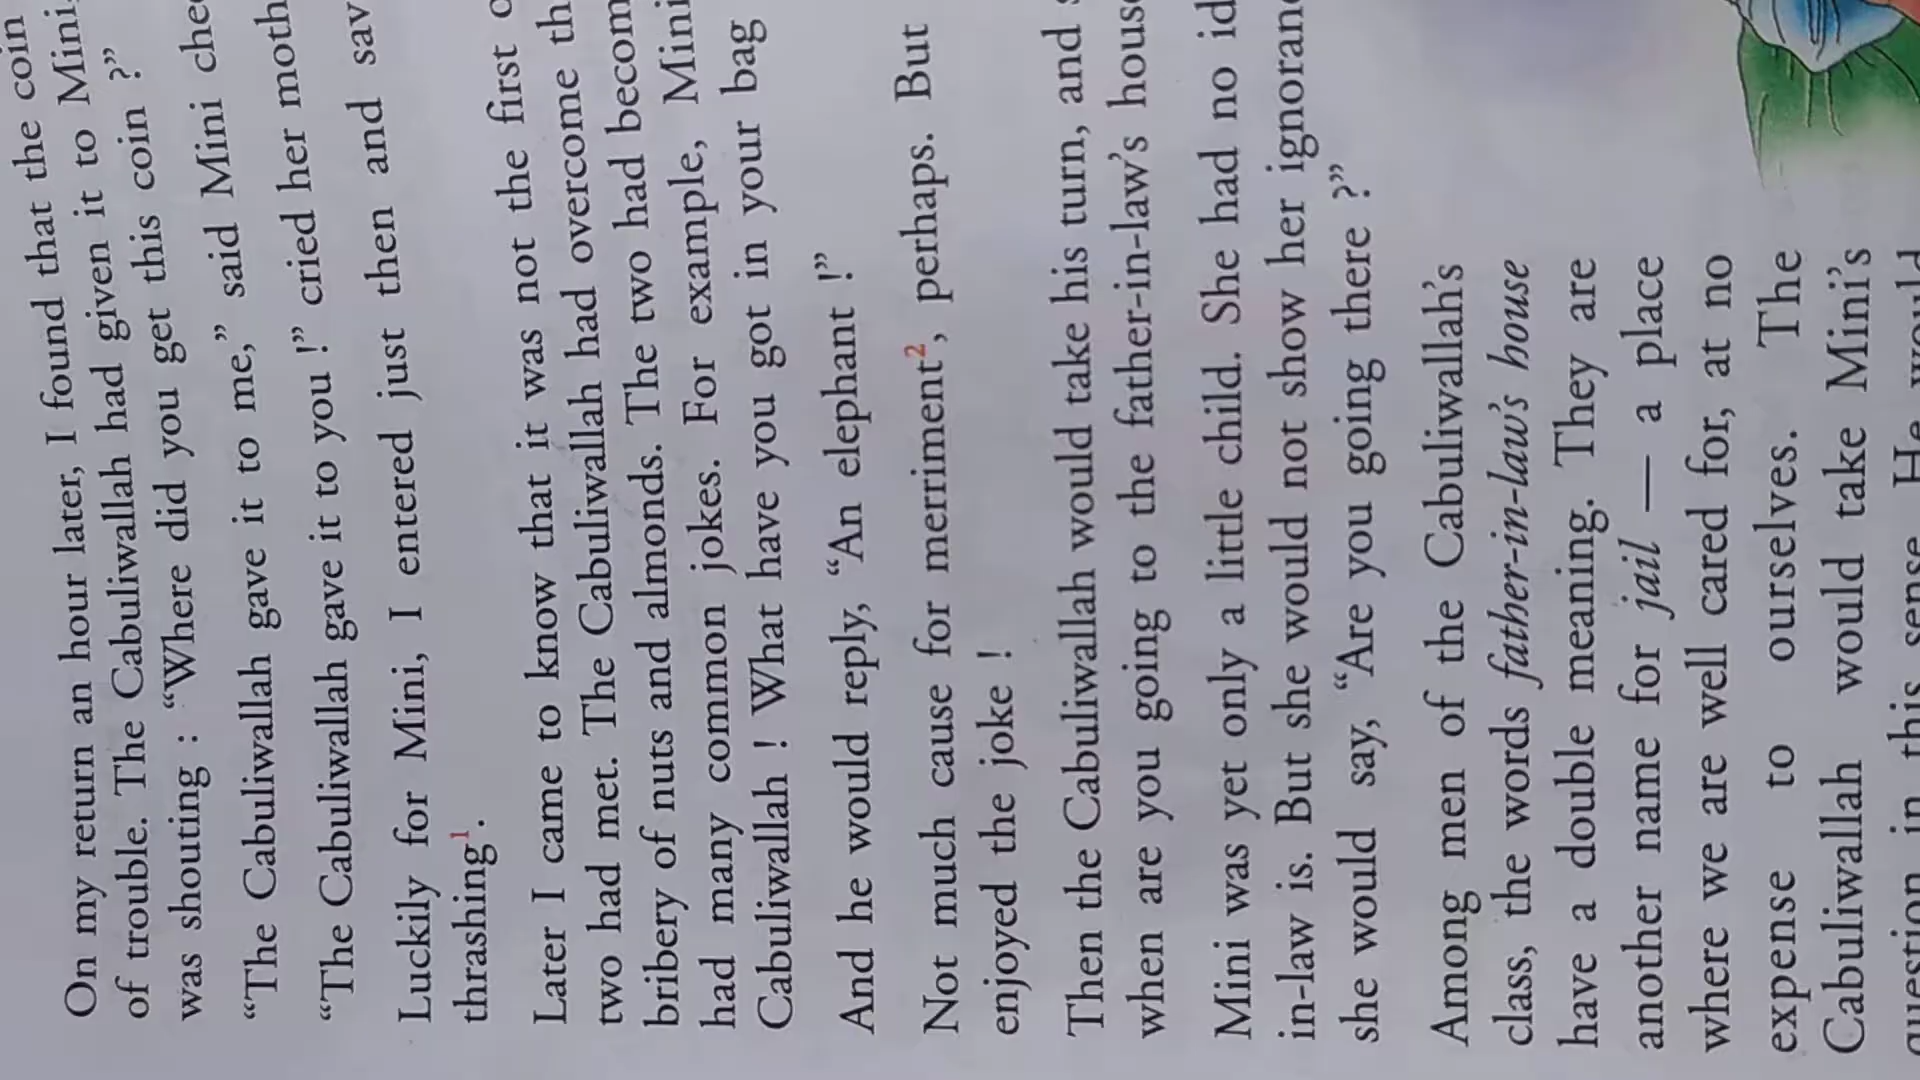 On my return an hour later, I found that the coin
of trouble. The Cabuliwallah had given it to Mini.
was shouting : “Where did you get this coin ?”
“The Cabuliwallah gave it to me,” said Mini
“The Cabuliwallah gave it to you !” cried her
Luckily for Mini, I entered just then and
thrashing¹.
Later I came to know that it was not the first
two had met. The Cabuliwallah had overcome
bribery of nuts and almonds. The two had
had many common jokes. For example, Mini
Cabuliwallah ! What have you got in your bag
And he would reply, “An elephant !”
Not much cause for merriment², perhaps. But
enjoyed the joke !
Then the Cabuliwallah would take his turn, and
when are you going to the father-in-law’s
Mini was yet only a little child. She had no
in-law is. But she would not show her
she would say, “Are you going there ?”
Among men of the Cabuliwallah’s
class, the words father-in-law’s house
have a double meaning. They are
another name for jail — a place
where we are well cared for, at no
expense to ourselves. The
Cabuliwallah would take Mini’s
question in this sense. He would